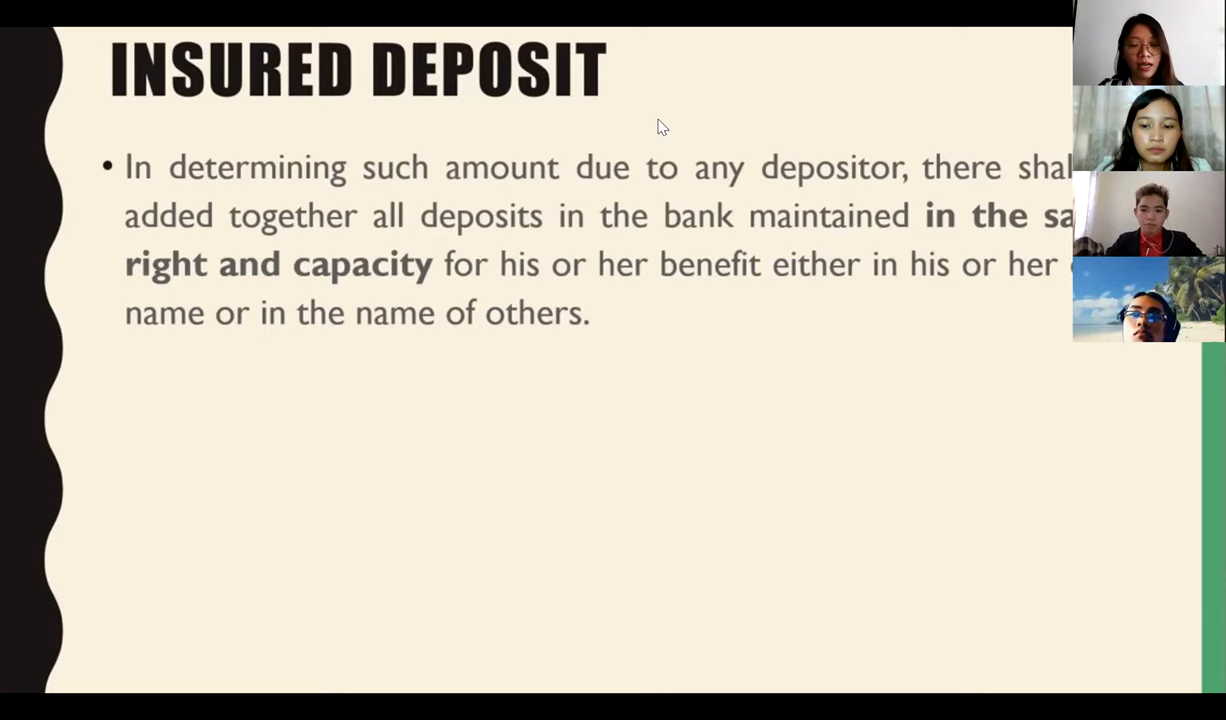 INSURED DEPOSIT
• In determining such amount due to any depositor, there
added together all deposits in the bank maintained in the
right and capacity for his or her benefit either in his or her
name or in the name of others.